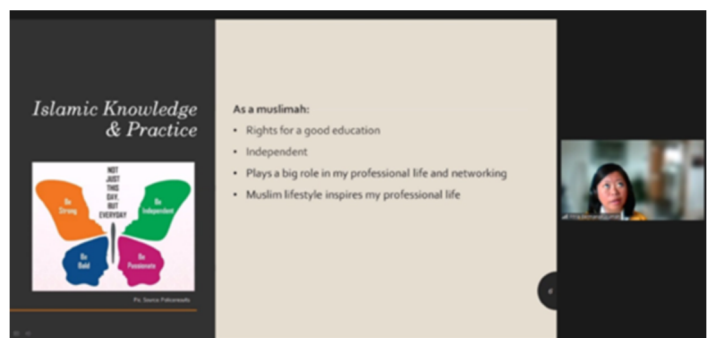 Islamic Knowledge
& Practice
NOT
JUST
THIS
DAY,
BUT
EVERYDAY
Be
Strong
Be
Independent
Be
Bold
Be
Passionate
As a muslimah:
• Rights for a good education
• Independent
• Plays a big role in my professional life and networking
• Muslim lifestyle inspires my professional life